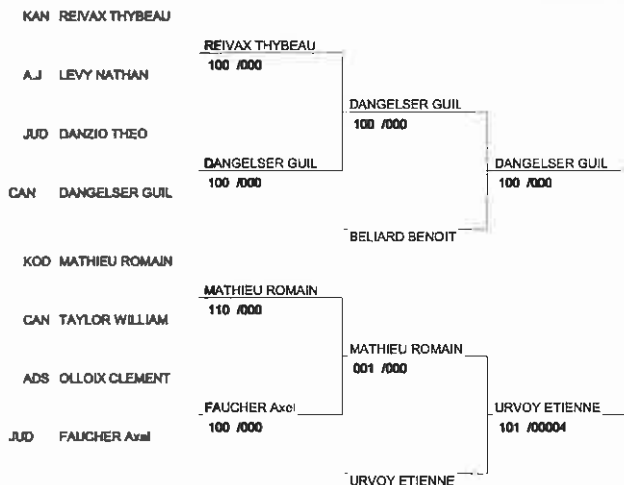 KAN REIVAX THYBEAU
REIVAX THYBEAU
100 /000
A.J LEVY NATHAN
DANGELSER GUIL
100 /000
JUD DANZIO THEO
DANGELSER GUIL
100 /000
DANGELSER GUIL
100 /000
CAN DANGELSER GUIL
BELIARD BENOIT
KOD MATHIEU ROMAIN
MATHIEU ROMAIN
110 /000
CAN TAYLOR WILLIAM
MATHIEU ROMAIN
001 /000
ADS OLLOIX CLEMENT
FAUCHER Axel
100 /000
URVOY ETIENNE
101 /00004
JUD FAUCHER Axel
URVOY ETIENNE